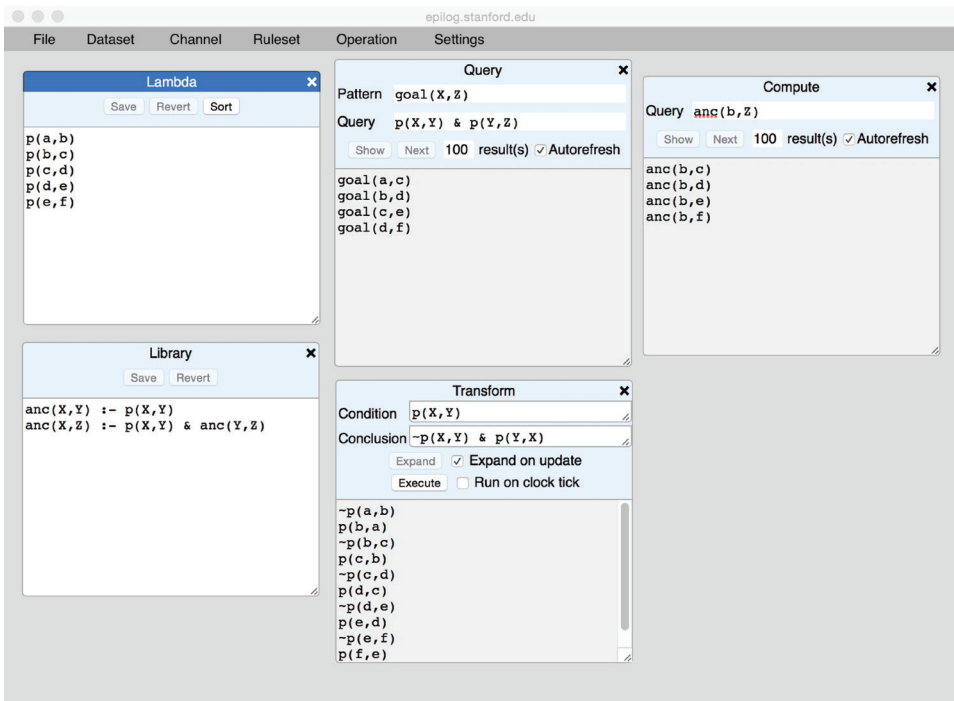 epilog.stanford.edu
File Dataset Channel Ruleset Operation Settings
Lambda
Save Revert Sort
p(a,b)
p(b,c)
p(c,d)
p(d,e)
p(e,f)
Library
Save Revert
anc(X,Y) :- p(X,Y)
anc(X,Z) :- p(X,Y) & anc(Y,Z)
Query
Pattern goal(X,Z)
Query p(X,Y) & p(Y,Z)
Show Next 100 result(s) Autorefresh
goal(a,c)
goal(b,d)
goal(c,e)
goal(d,f)
Transform
Condition p(X,Y)
Conclusion ~p(X,Y) & p(Y,X)
Expand Expand on update
Execute Run on clock tick
~p(a,b)
p(b,a)
~p(b,c)
p(c,b)
~p(c,d)
p(d,c)
~p(d,e)
p(e,d)
~p(e,f)
p(f,e)
Compute
Query anc(b,Z)
Show Next 100 result(s) Autorefresh
anc(b,c)
anc(b,d)
anc(b,e)
anc(b,f)